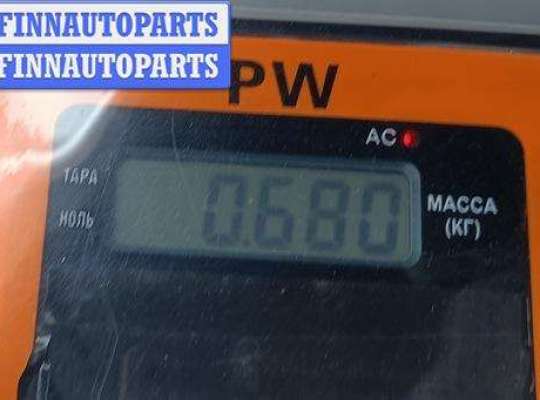 FINNAUTOPARTS
FINNAUTOPARTS
PW
AC
ТАРА
НОЛЬ
0.680
МАССА
(КГ)